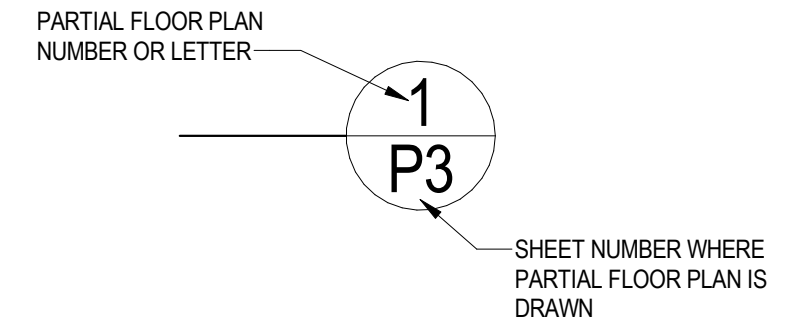 PARTIAL FLOOR PLAN
NUMBER OR LETTER
1
P3
SHEET NUMBER WHERE
PARTIAL FLOOR PLAN IS
DRAWN